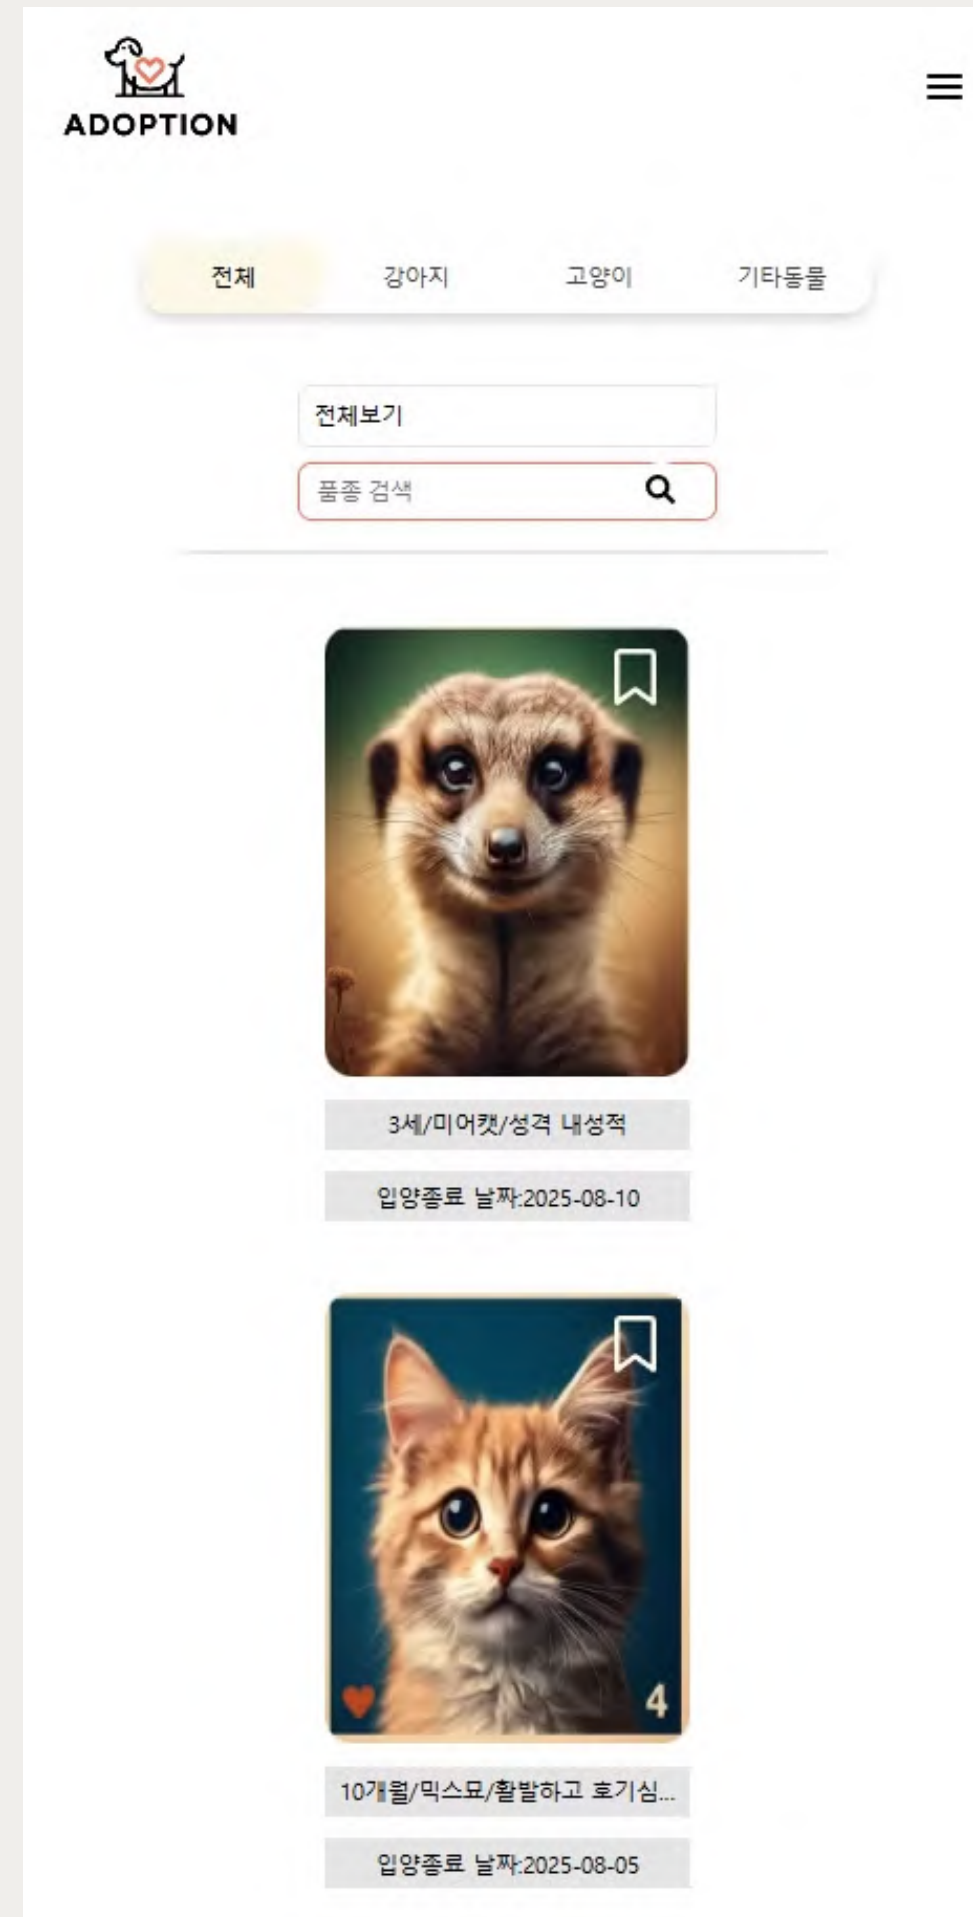 ADOPTION
전체 강아지 고양이 기타동물
전체보기
품종 검색
3세/미어캣/성격 내성적
입양종료 날짜:2025-08-10
4
10개월/믹스묘/활발하고 호기심...
입양종료 날짜:2025-08-05